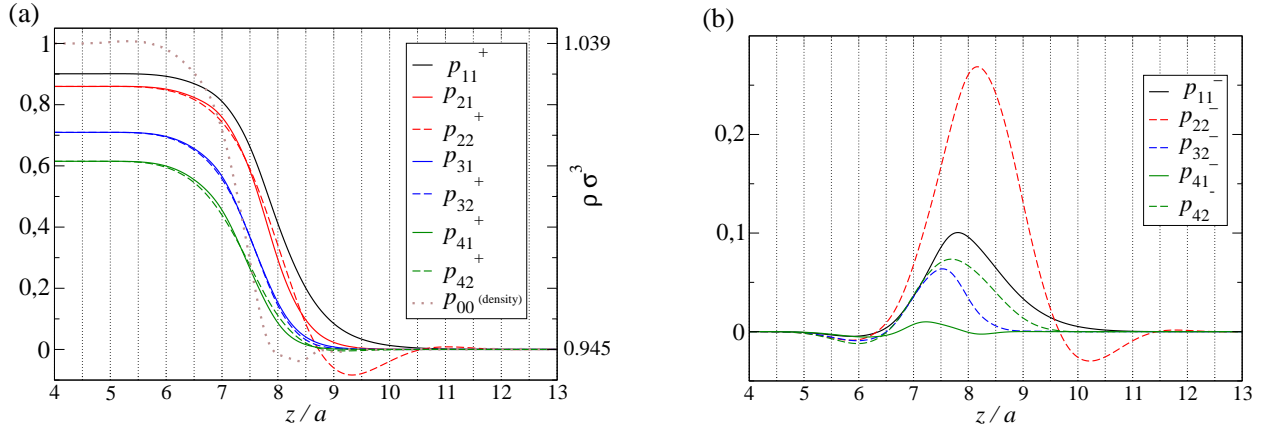 (a)
1
0,8
0,6
0,4
0,2
0
4 5 6 7 8 9 10 11 12 13
z / a
1.039
ρ σ³
0.945
p₁₁⁺
p₂₁
p₂₂⁺
p₃₁
p₃₂⁺
p₄₁⁺
p₄₂⁺
p₀₀ (density)
(b)
0,2
0,1
0
4 5 6 7 8 9 10 11 12 13
z / a
p₁₁⁻
p₂₂⁻
p₃₂⁻
p₄₁⁻
p₄₂⁻